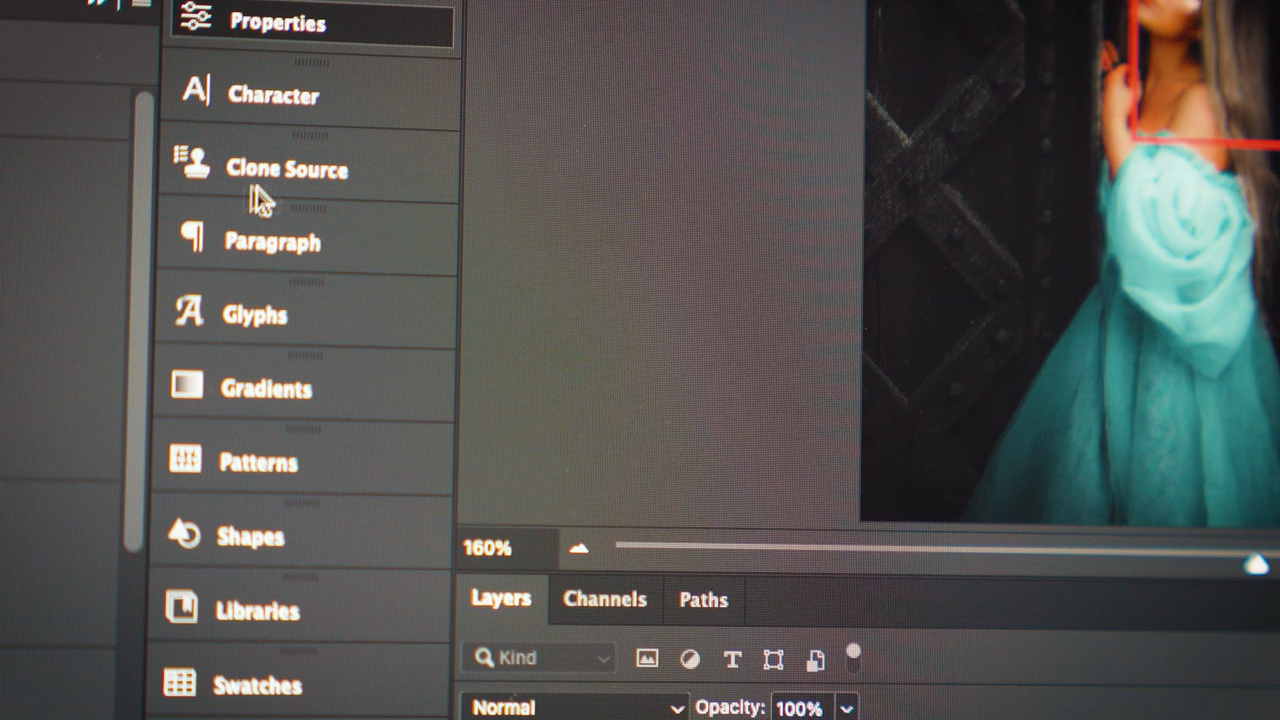 Properties
Character
Clone Source
Paragraph
Glyphs
Gradients
Patterns
Shapes
Libraries
Swatches
160%
Layers Channels Paths
Kind
Normal Opacity: 100%